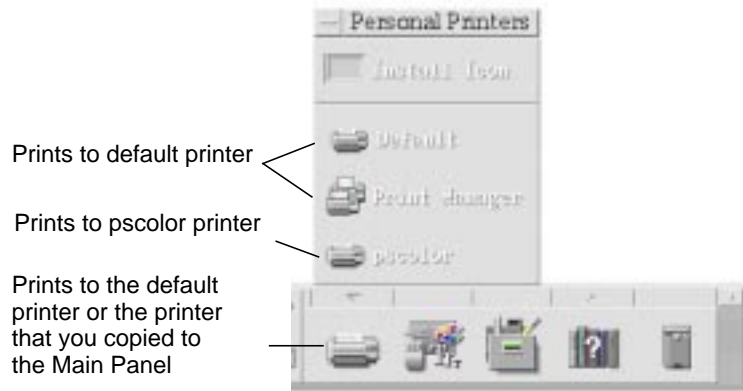 Personal Printers
Install Icon
Prints to default printer
Default
Print Manager
Prints to pscolor printer
pscolor
Prints to the default
printer or the printer
that you copied to
the Main Panel
?